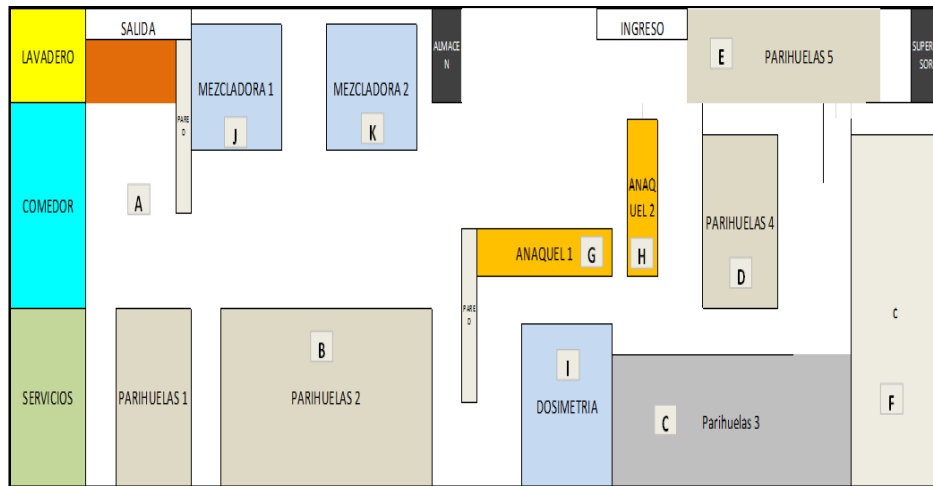 SALIDA
INGRESO
LAVADERO
MEZCLADORA 1
MEZCLADORA 2
ALMACE
N
E
PARIHUELAS 5
SUPER
SOR
J
K
PARE
D
COMEDOR
A
ANAQ
UEL 2
PARIHUELAS 4
ANAQUEL 1
G
H
D
PARE
D
C
SERVICIOS
PARIHUELAS 1
B
PARIHUELAS 2
I
DOSIMETRIA
C
Parihuelas 3
F